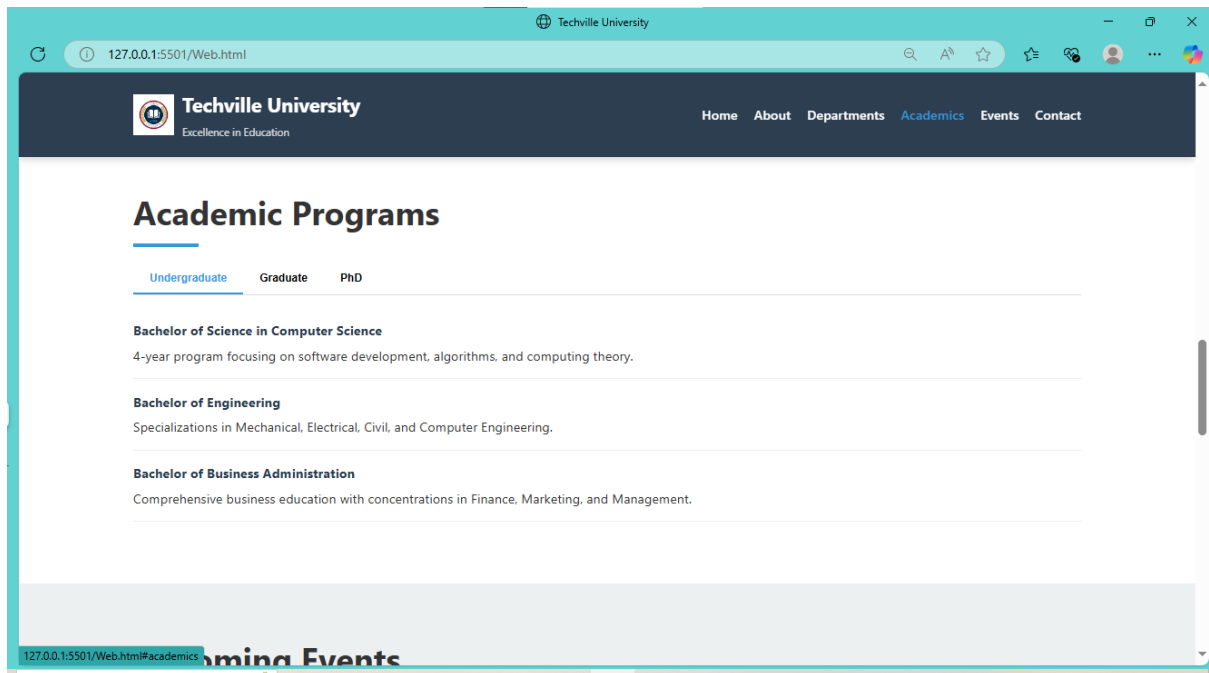 Techville University
127.0.0.1:5501/Web.html
Techville University
Excellence in Education
Home About Departments Academics Events Contact
Academic Programs
Undergraduate Graduate PhD
Bachelor of Science in Computer Science
4-year program focusing on software development, algorithms, and computing theory.
Bachelor of Engineering
Specializations in Mechanical, Electrical, Civil, and Computer Engineering.
Bachelor of Business Administration
Comprehensive business education with concentrations in Finance, Marketing, and Management.
Events
127.0.0.1:5501/Web.html#academics